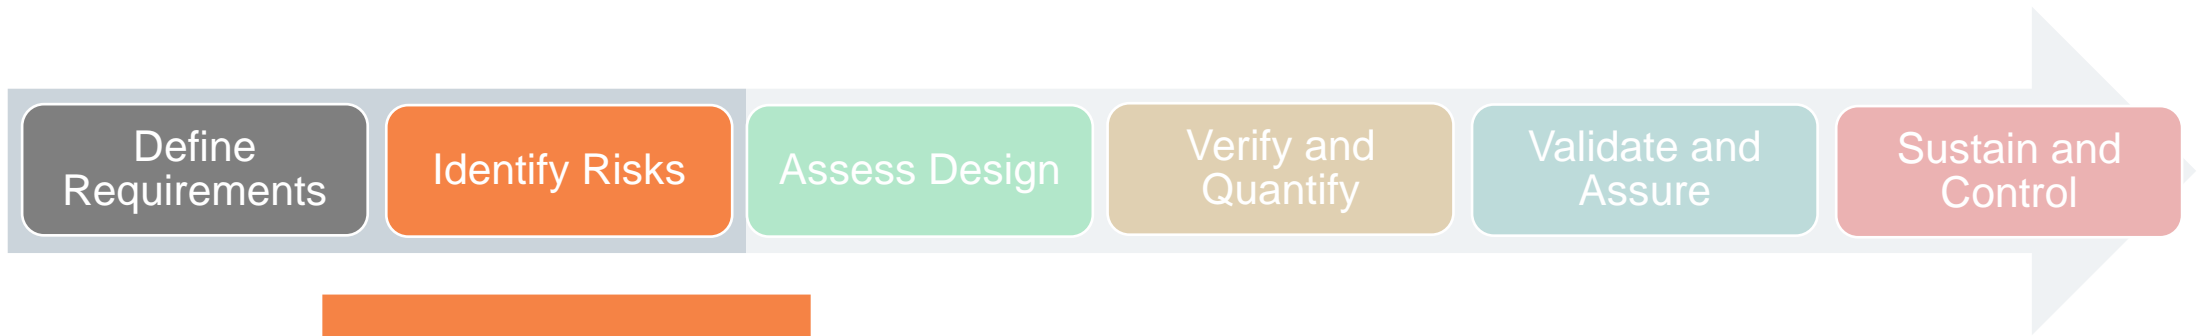 Define
Requirements
Identify Risks
Assess Design
Verify and
Quantify
Validate and
Assure
Sustain and
Control